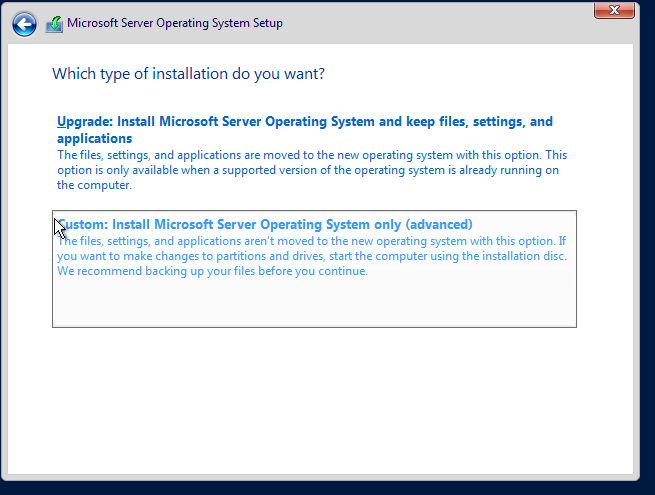 Microsoft Server Operating System Setup
Which type of installation do you want?
Upgrade: Install Microsoft Server Operating System and keep files, settings, and
applications
The files, settings, and applications are moved to the new operating system with this option. This
option is only available when a supported version of the operating system is already running on
the computer.
Custom: Install Microsoft Server Operating System only (advanced)
The files, settings, and applications aren't moved to the new operating system with this option. If
you want to make changes to partitions and drives, start the computer using the installation disc.
We recommend backing up your files before you continue.